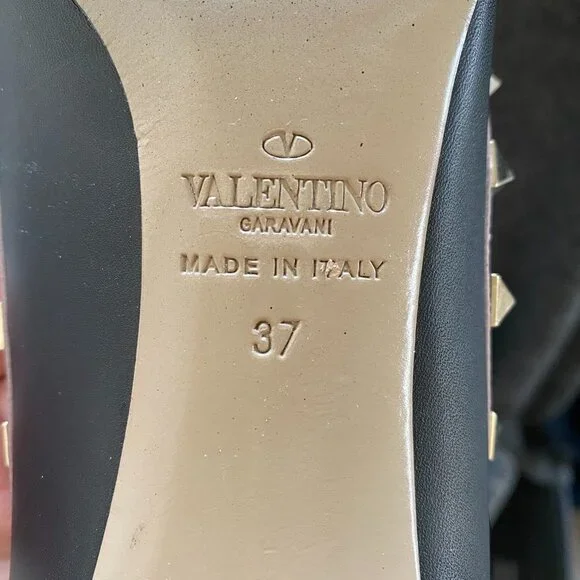 VALENTINO
GARAVANI
MADE IN ITALY
37